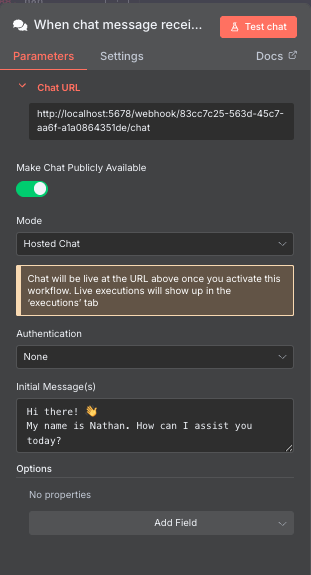 When chat message recei...
Test chat
Parameters
Settings
Docs
Chat URL
http://localhost:5678/webhook/83cc7c25-563d-45c7-
aa6f-a1a0864351de/chat
Make Chat Publicly Available
Mode
Hosted Chat
Chat will be live at the URL above once you activate this
workflow. Live executions will show up in the
‘executions’ tab
Authentication
None
Initial Message(s)
Hi there! 👋
My name is Nathan. How can I assist you
today?
Options
No properties
Add Field